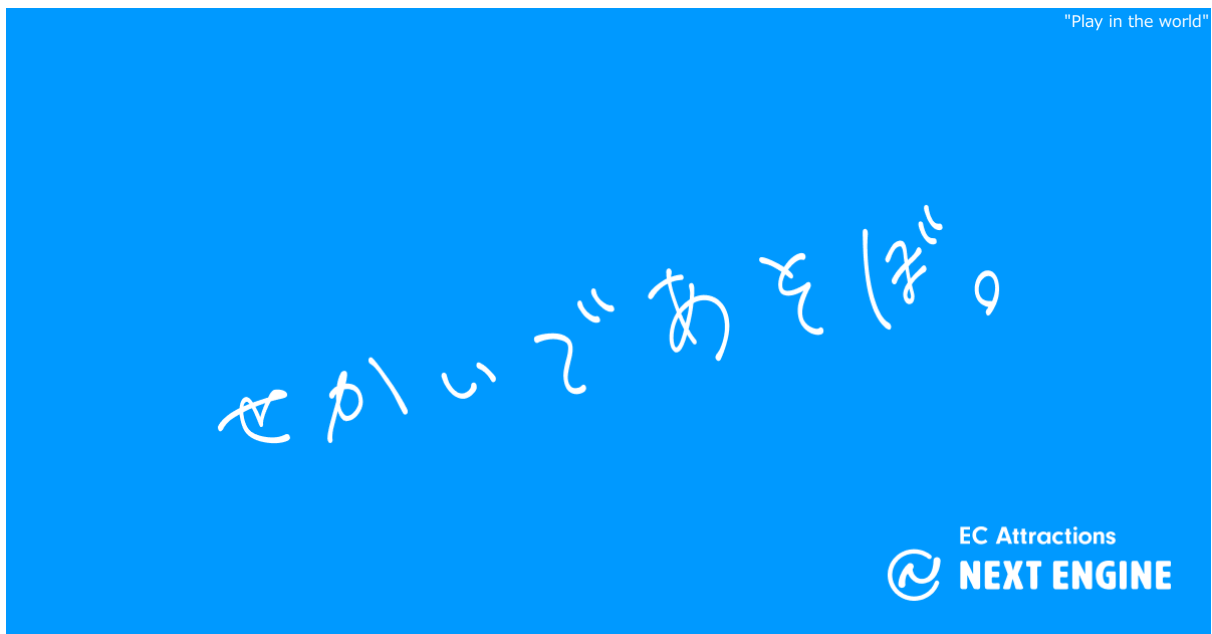 "Play in the world"
せかいであそぼ。
EC Attractions
NEXT ENGINE